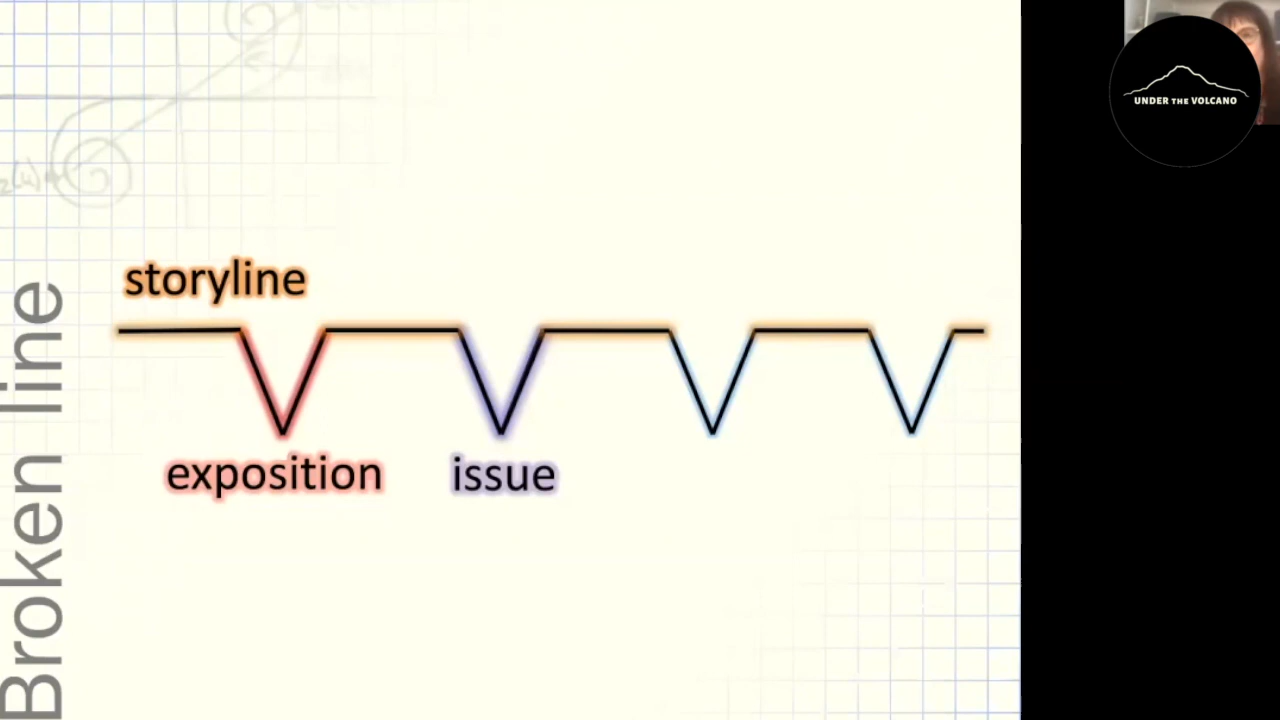 Broken line
storyline
exposition
issue
UNDER THE VOLCANO